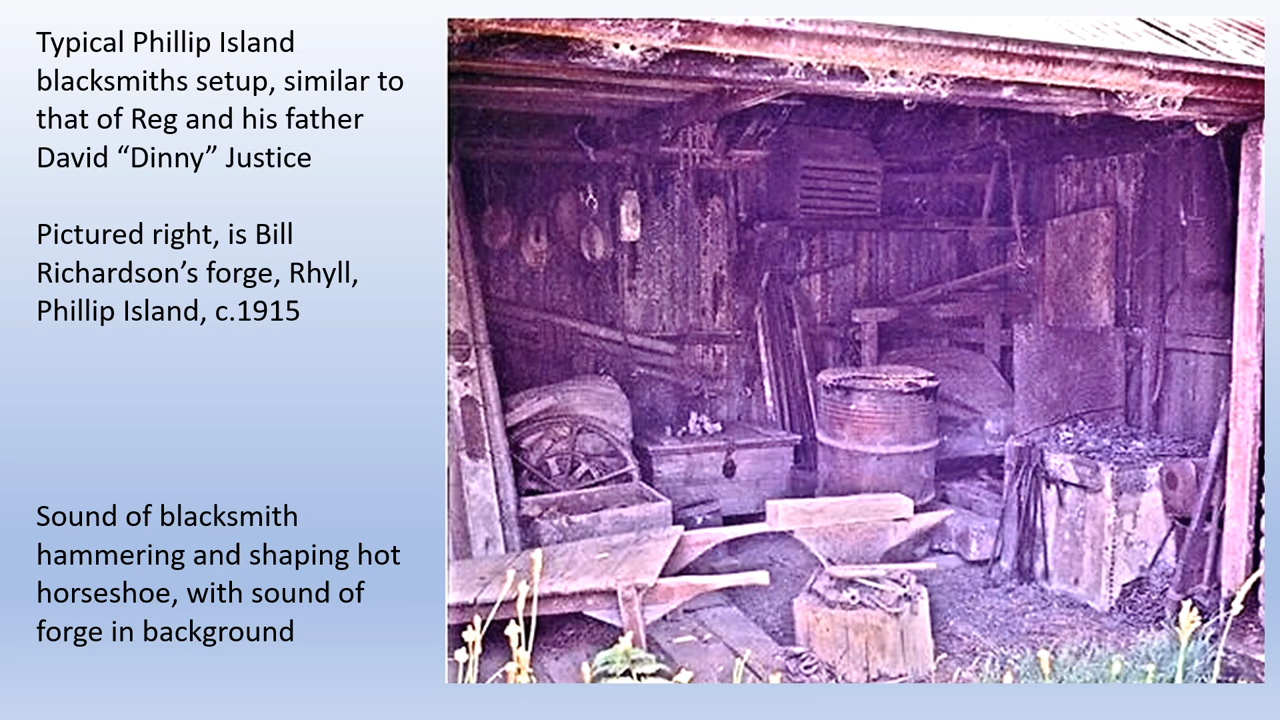 Typical Phillip Island
blacksmiths setup, similar to
that of Reg and his father
David “Dinny” Justice
Pictured right, is Bill
Richardson’s forge, Rhyll,
Phillip Island, c.1915
Sound of blacksmith
hammering and shaping hot
horseshoe, with sound of
forge in background